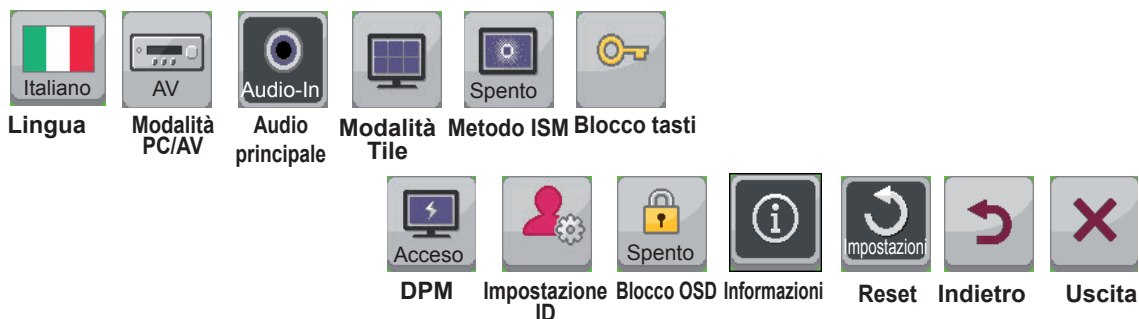 Italiano
AV
Audio-In
Spento
Lingua
Modalità
PC/AV
Audio
principale
Modalità
Tile
Metodo ISM
Blocco tasti
Acceso
Spento
Impostazioni
DPM
Impostazione
ID
Blocco OSD
Informazioni
Reset
Indietro
Uscita